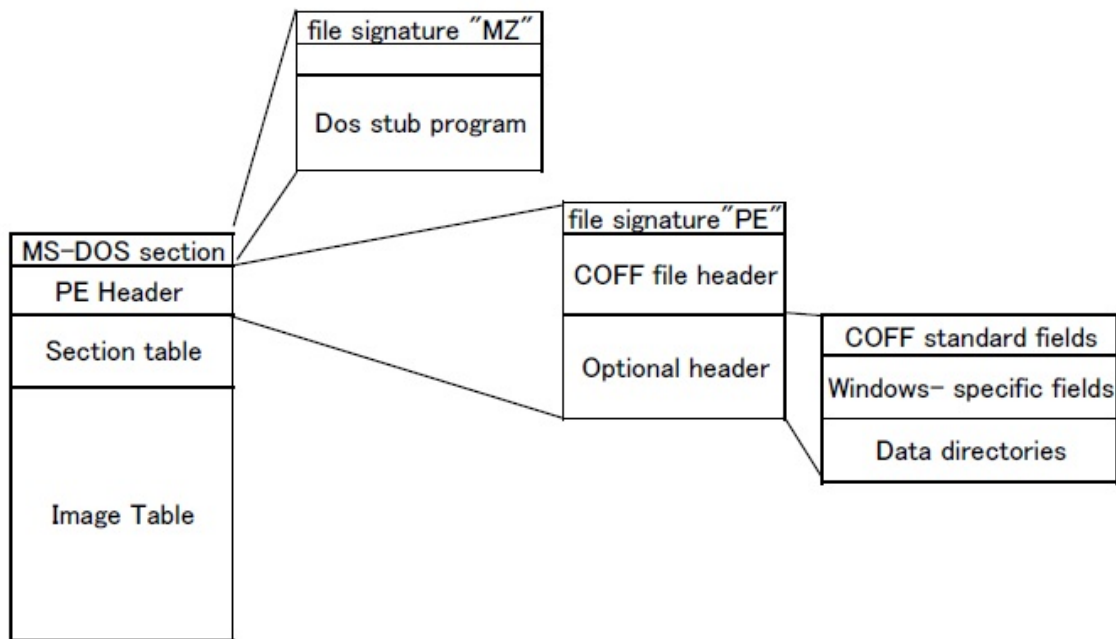 file signature "MZ"
Dos stub program
MS-DOS section
PE Header
Section table
Image Table
file signature"PE"
COFF file header
Optional header
COFF standard fields
Windows- specific fields
Data directories